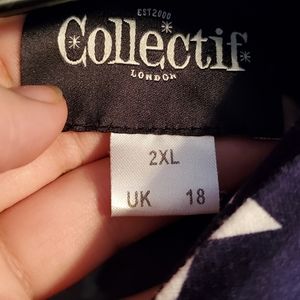 EST 2000
Collectif
LONDON
2XL
UK 18